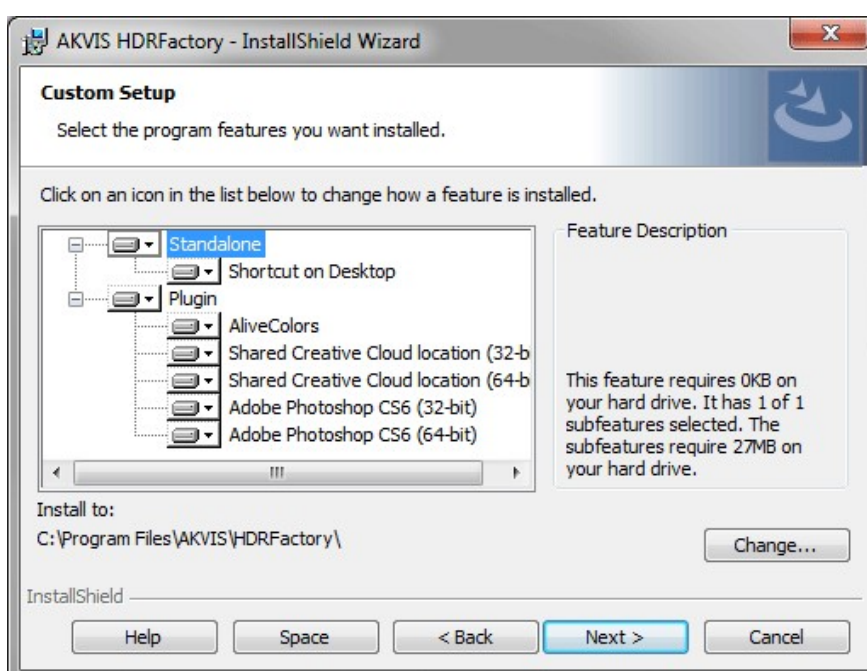 AKVIS HDRFactory - InstallShield Wizard
Custom Setup
Select the program features you want installed.
Click on an icon in the list below to change how a feature is installed.
Standalone
Shortcut on Desktop
Plugin
AliveColors
Shared Creative Cloud location (32-b
Shared Creative Cloud location (64-b
Adobe Photoshop CS6 (32-bit)
Adobe Photoshop CS6 (64-bit)
Feature Description
This feature requires 0KB on
your hard drive. It has 1 of 1
subfeatures selected. The
subfeatures require 27MB on
your hard drive.
Install to:
C:\Program Files\AKVIS\HDRFactory\
Change...
InstallShield
Help
Space
< Back
Next >
Cancel